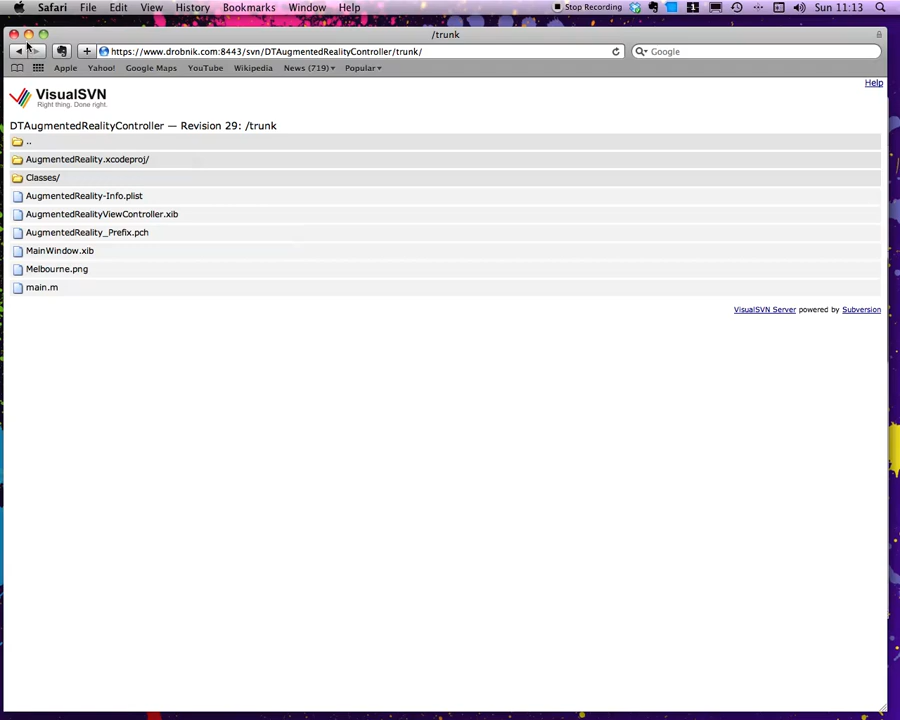 Safari File Edit View History Bookmarks Window Help Stop Recording 1 Sun 11:13
/trunk
https://www.drobnik.com:8443/svn/DTAugmentedRealityController/trunk/ Google
Apple Yahoo! Google Maps YouTube Wikipedia News (719) Popular
Help
VisualSVN
Right thing. Done right.
DTAugmentedRealityController — Revision 29: /trunk
..
AugmentedReality.xcodeproj/
Classes/
AugmentedReality-Info.plist
AugmentedRealityViewController.xib
AugmentedReality_Prefix.pch
MainWindow.xib
Melbourne.png
main.m
VisualSVN Server powered by Subversion